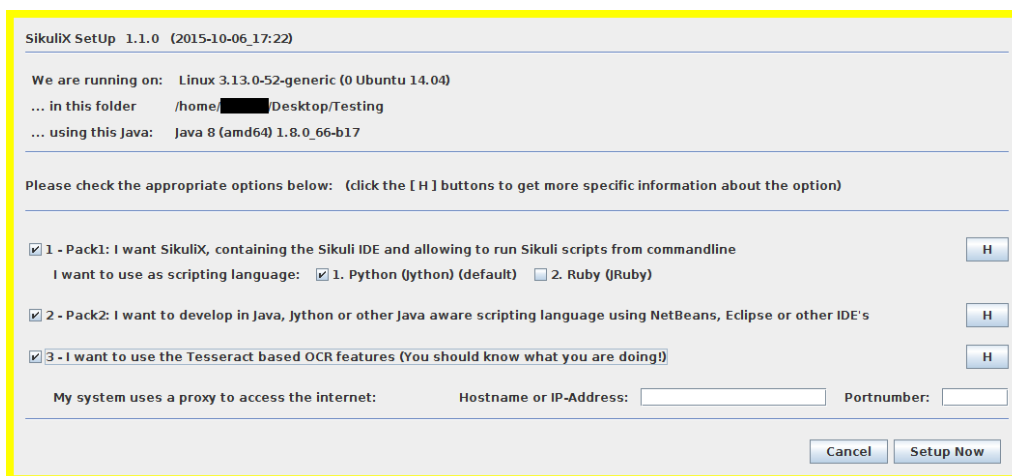 SikuliX SetUp 1.1.0 (2015-10-06_17:22)
We are running on: Linux 3.13.0-52-generic (0 Ubuntu 14.04)
... in this folder /home/ /Desktop/Testing
... using this Java: Java 8 (amd64) 1.8.0_66-b17
Please check the appropriate options below: (click the [ H ] buttons to get more specific information about the option)
1 - Pack1: I want SikuliX, containing the Sikuli IDE and allowing to run Sikuli scripts from commandline H
I want to use as scripting language: 1. Python (Jython) (default) 2. Ruby (JRuby)
2 - Pack2: I want to develop in Java, Jython or other Java aware scripting language using NetBeans, Eclipse or other IDE's H
3 - I want to use the Tesseract based OCR features (You should know what you are doing!) H
My system uses a proxy to access the internet: Hostname or IP-Address: Portnumber:
Cancel Setup Now